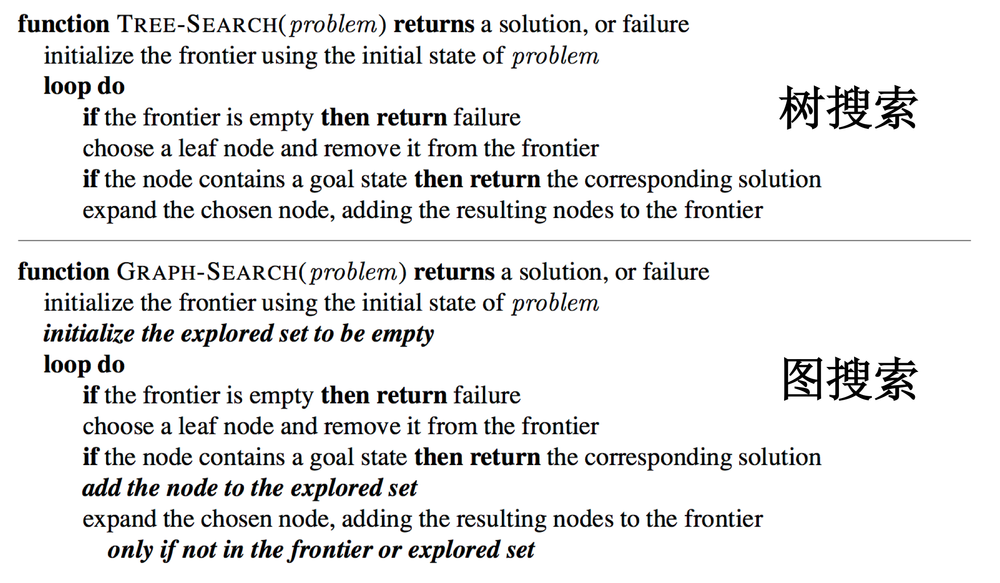 function TREE-SEARCH(problem) returns a solution, or failure
initialize the frontier using the initial state of problem
loop do
if the frontier is empty then return failure
choose a leaf node and remove it from the frontier
if the node contains a goal state then return the corresponding solution
expand the chosen node, adding the resulting nodes to the frontier
树搜索
function GRAPH-SEARCH(problem) returns a solution, or failure
initialize the frontier using the initial state of problem
initialize the explored set to be empty
loop do
if the frontier is empty then return failure
choose a leaf node and remove it from the frontier
if the node contains a goal state then return the corresponding solution
add the node to the explored set
expand the chosen node, adding the resulting nodes to the frontier
only if not in the frontier or explored set
图搜索